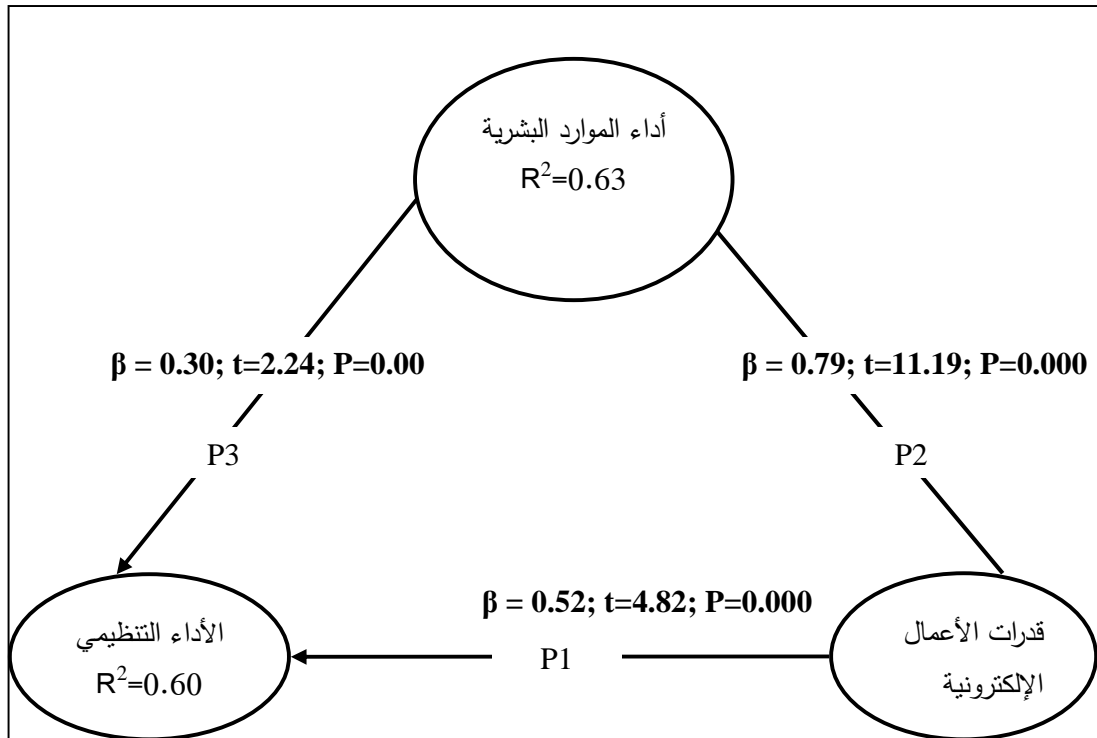 أداء الموارد البشرية
R²=0.63
β = 0.30; t=2.24; P=0.00
β = 0.79; t=11.19; P=0.000
P3
P2
β = 0.52; t=4.82; P=0.000
P1
قدرات الأعمال
الإلكترونية
الأداء التنظيمي
R²=0.60